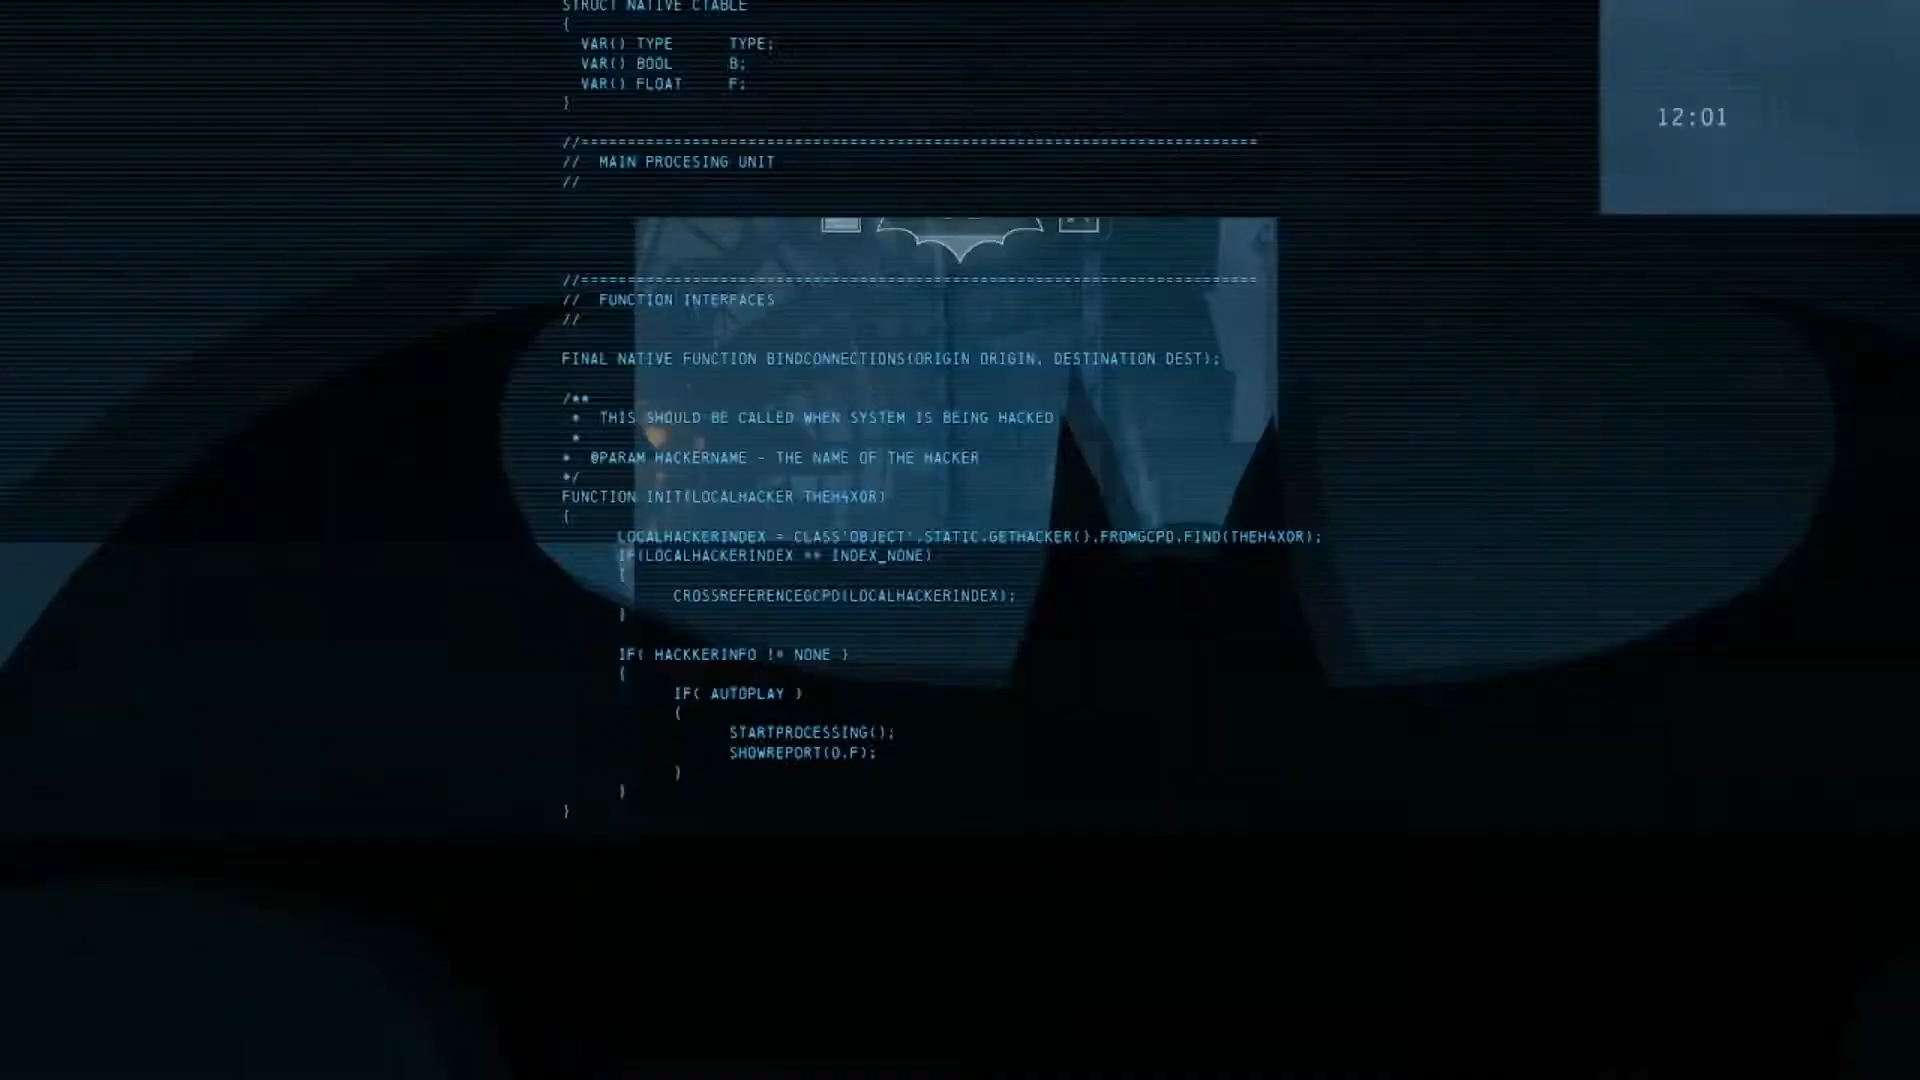 STRUCT NATIVE CTABLE
{
VAR() TYPE TYPE;
VAR() BOOL B;
VAR() FLOAT F;
}
12:01
//=========================================================================
// MAIN PROCESING UNIT
//
//=========================================================================
// FUNCTION INTERFACES
//
FINAL NATIVE FUNCTION BINDCONNECTIONS(ORIGIN ORIGIN, DESTINATION DEST);
/**
* THIS SHOULD BE CALLED WHEN SYSTEM IS BEING HACKED
*
* @PARAM HACKERNAME - THE NAME OF THE HACKER
*/
FUNCTION INIT(LOCALHACKER THEH4XOR)
{
LOCALHACKERINDEX = CLASS'OBJECT'.STATIC.GETHACKER().FROMGCPD.FIND(THEH4XOR);
IF(LOCALHACKERINDEX == INDEX_NONE)
{
CROSSREFERENCEGCPD(LOCALHACKERINDEX);
}
IF( HACKKERINFO != NONE )
{
IF( AUTOPLAY )
{
STARTPROCESSING();
SHOWREPORT(0.F);
}
}
}